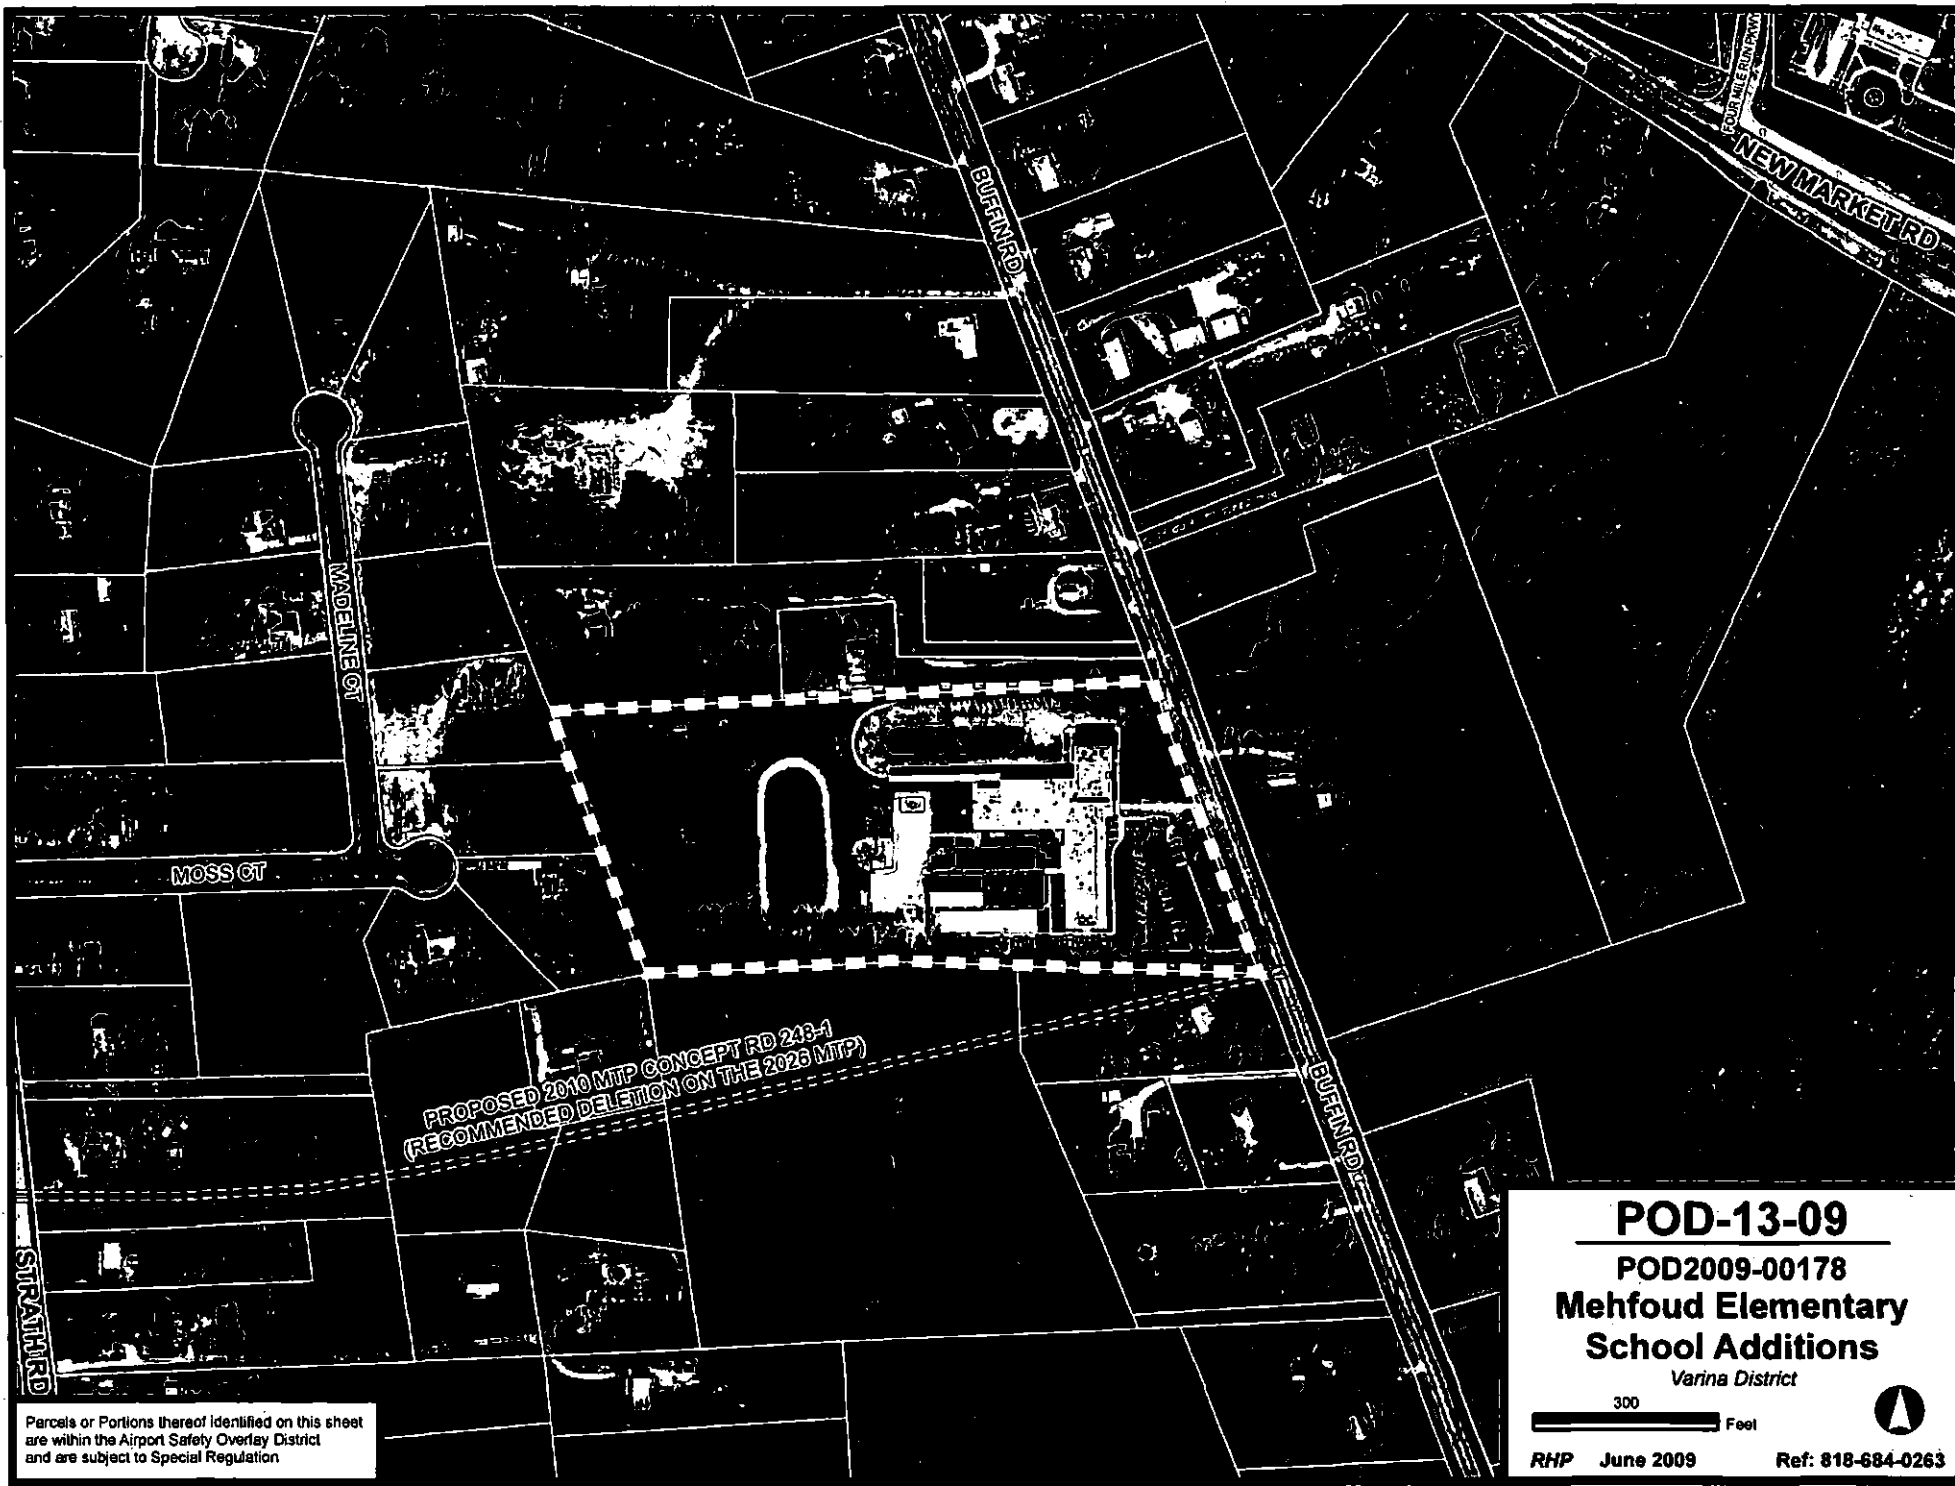 FOUR MILE RUN PKWY
NEW MARKET RD
BUFFIN RD
MADELINE CT
MOSS CT
PROPOSED 2010 MTP CONCEPT RD 248-1
(RECOMMENDED DELETION ON THE 2026 MTP)
BUFFIN RD
STRATH RD
POD-13-09
POD2009-00178
Mehfoud Elementary
School Additions
Varina District
300
Feet
RHP June 2009 Ref: 818-684-0263
Parcels or Portions thereof identified on this sheet
are within the Airport Safety Overlay District
and are subject to Special Regulation